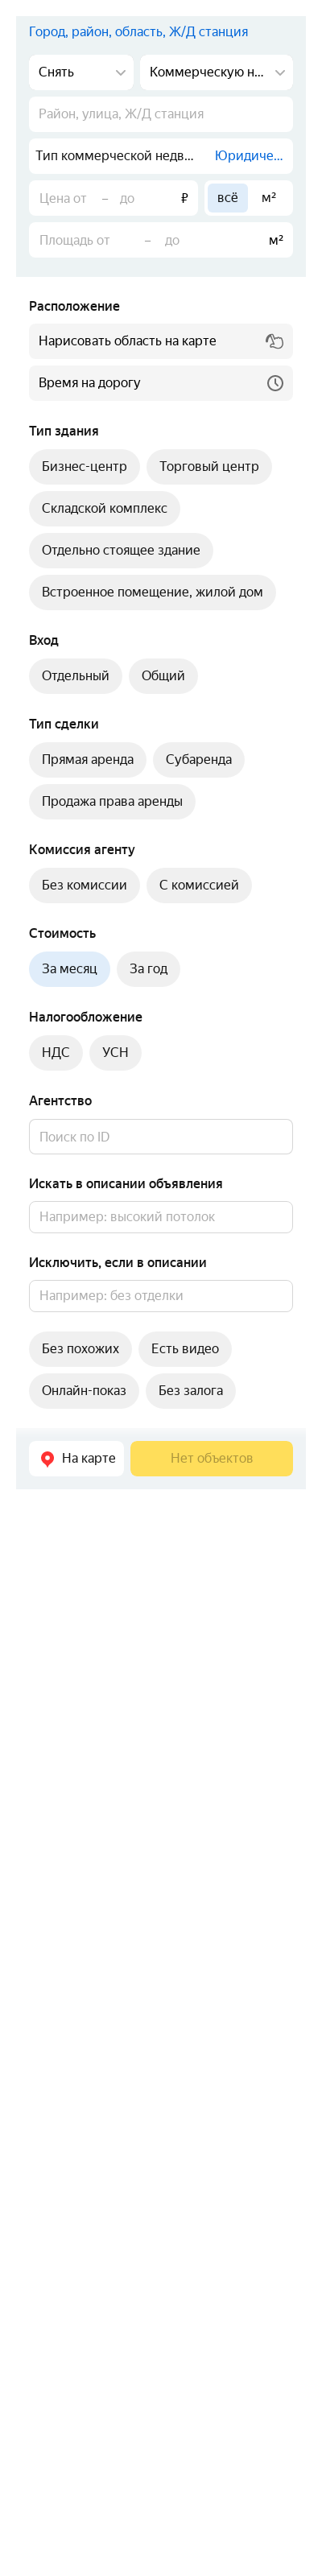 Город, район, область, Ж/Д станция
Снять Коммерческую н...
Район, улица, Ж/Д станция
Тип коммерческой недв... Юридиче...
Цена от – до ₽ всё м²
Площадь от – до м²
Расположение
Нарисовать область на карте
Время на дорогу
Тип здания
Бизнес-центр Торговый центр
Складской комплекс
Отдельно стоящее здание
Встроенное помещение, жилой дом
Вход
Отдельный Общий
Тип сделки
Прямая аренда Субаренда
Продажа права аренды
Комиссия агенту
Без комиссии С комиссией
Стоимость
За месяц За год
Налогообложение
НДС УСН
Агентство
Поиск по ID
Искать в описании объявления
Например: высокий потолок
Исключить, если в описании
Например: без отделки
Без похожих Есть видео
Онлайн-показ Без залога
На карте Нет объектов